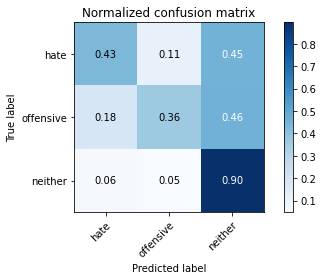 Normalized confusion matrix
True label
hate
0.43
0.11
0.45
offensive
0.18
0.36
0.46
neither
0.06
0.05
0.90
hate
offensive
neither
Predicted label
0.8
0.7
0.6
0.5
0.4
0.3
0.2
0.1